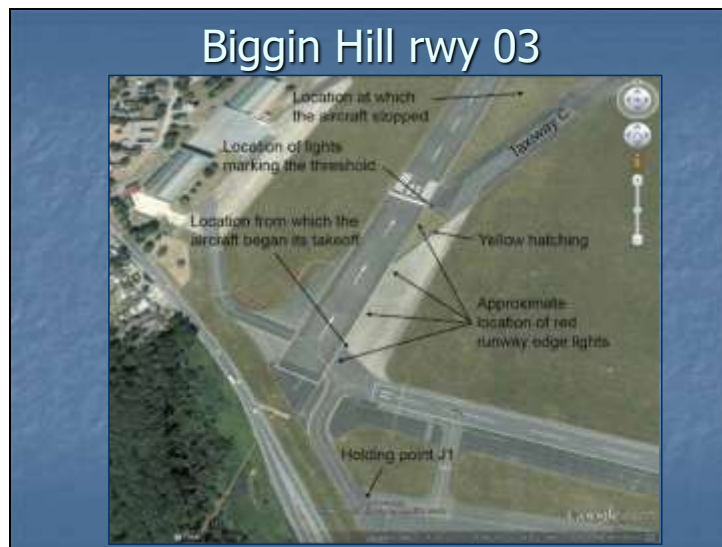 Biggin Hill rwy 03
Location at which
the aircraft stopped
Taxiway C
Location of lights
marking the threshold
Location from which the
aircraft began its takeoff
Yellow hatching
Approximate
location of red
runway edge lights
Holding point J1
Google